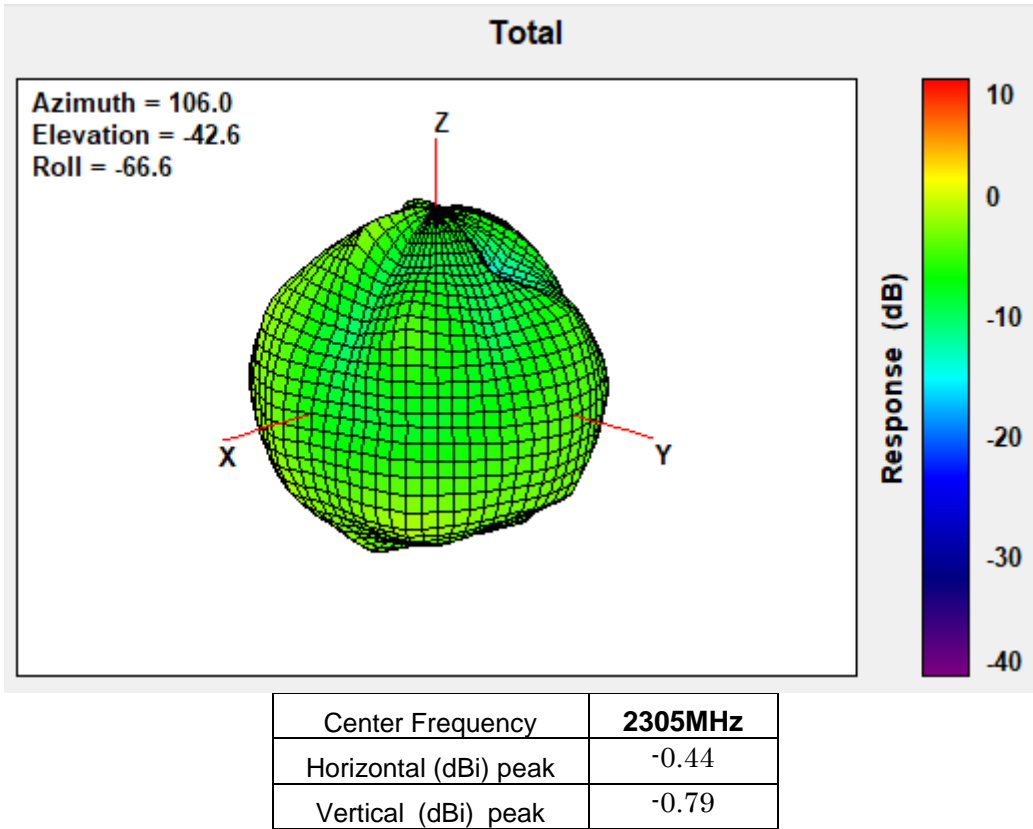 Total
Azimuth = 106.0
Elevation = -42.6
Roll = -66.6
Z
X
Y
10
0
-10
-20
-30
-40
Response (dB)
Center Frequency 2305MHz
Horizontal (dBi) peak -0.44
Vertical (dBi) peak -0.79